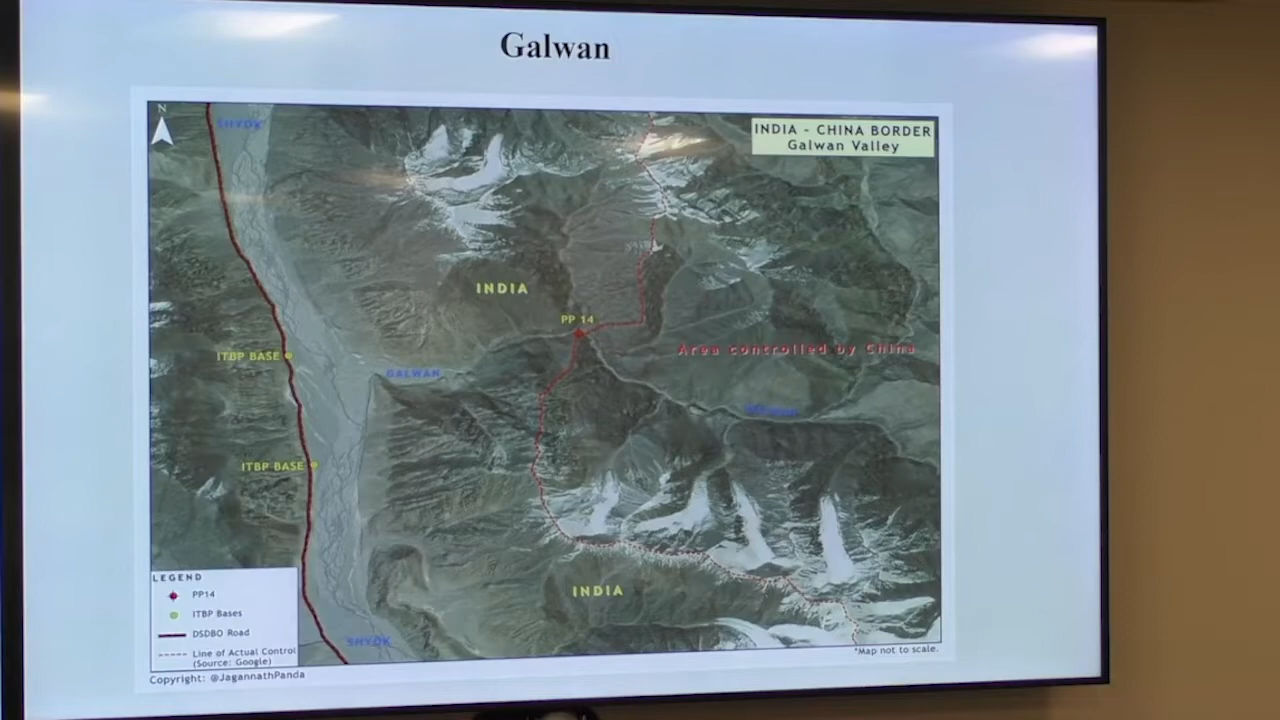 Galwan
N
SHYOK
INDIA - CHINA BORDER
Galwan Valley
INDIA
PP 14
Area controlled by China
ITBP BASE
GALWAN
ITBP BASE
INDIA
SHYOK
LEGEND
PP14
ITBP Bases
DSDBO Road
Line of Actual Control
(Source: Google)
*Map not to scale.
Copyright: @JagannathPanda